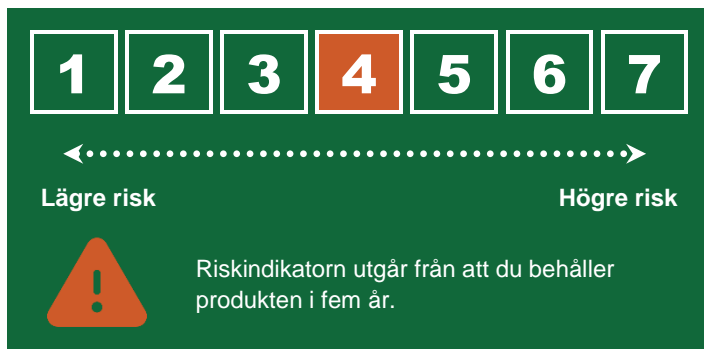 1 2 3 4 5 6 7
Lägre risk Högre risk
Riskindikatorn utgår från att du behåller
produkten i fem år.